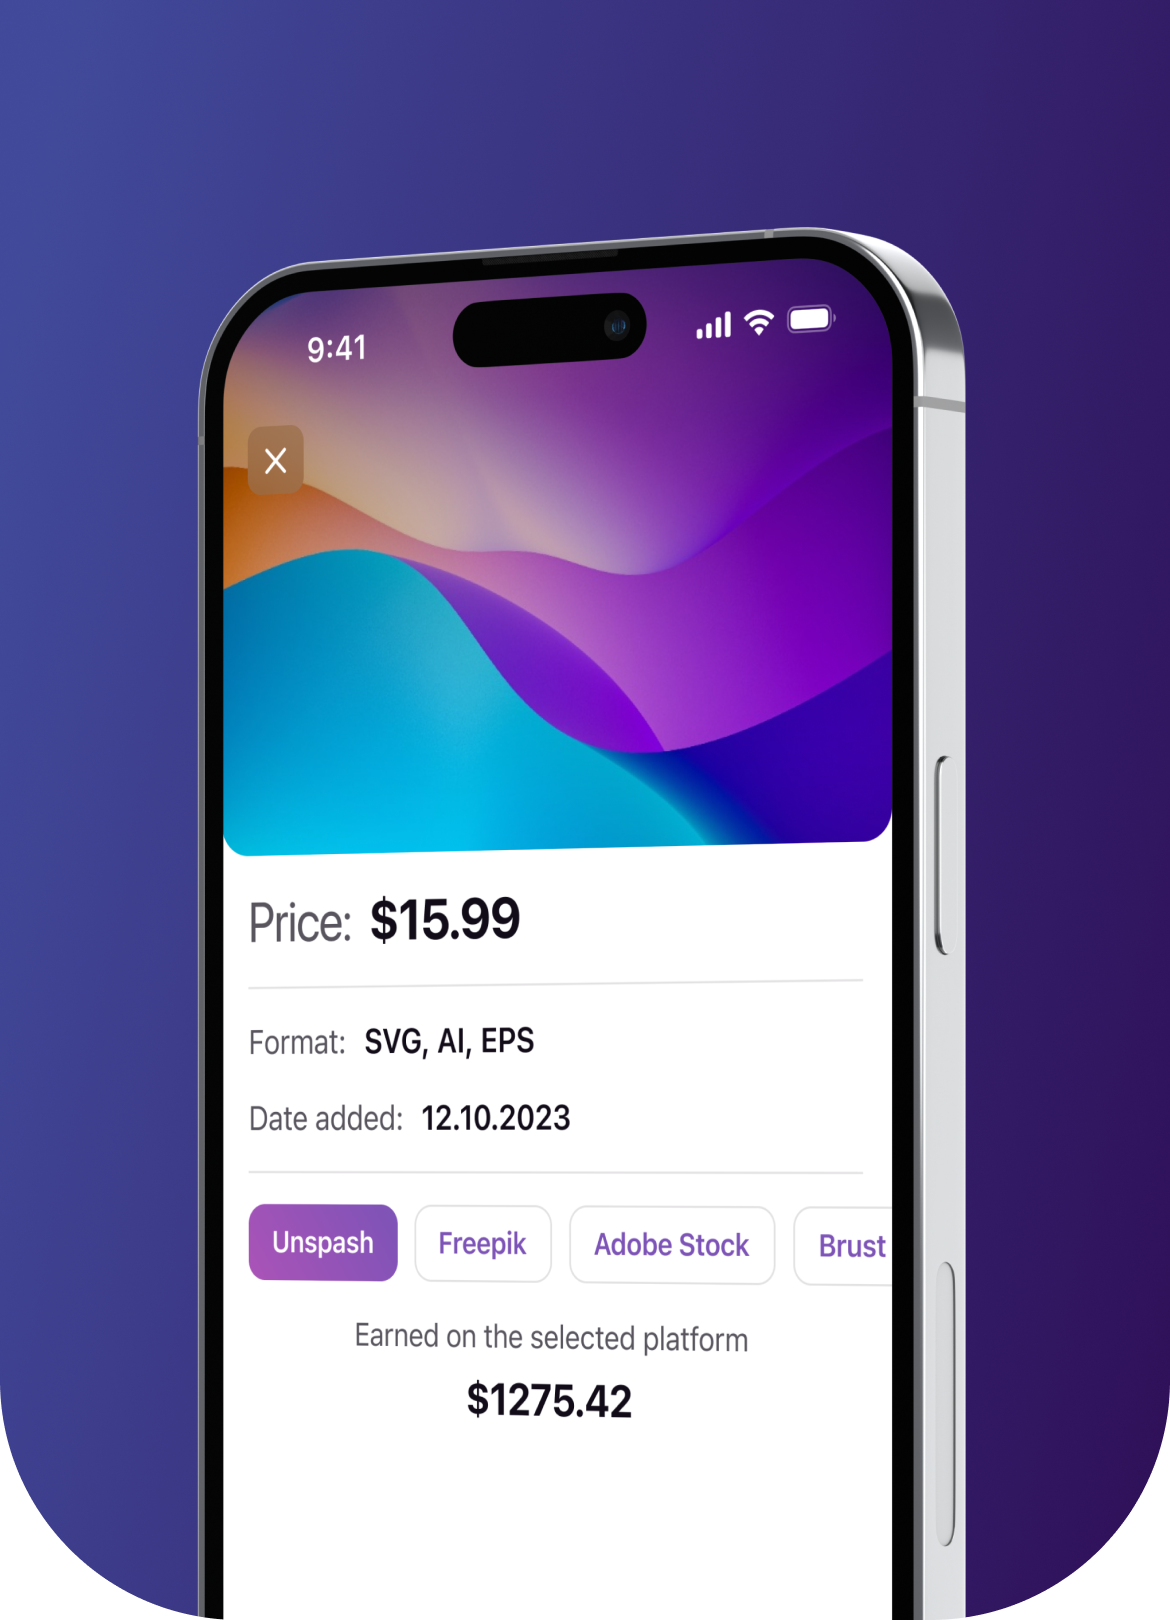 9:41
Price: $15.99
Format: SVG, AI, EPS
Date added: 12.10.2023
Unspash Freepik Adobe Stock Brust
Earned on the selected platform
$1275.42